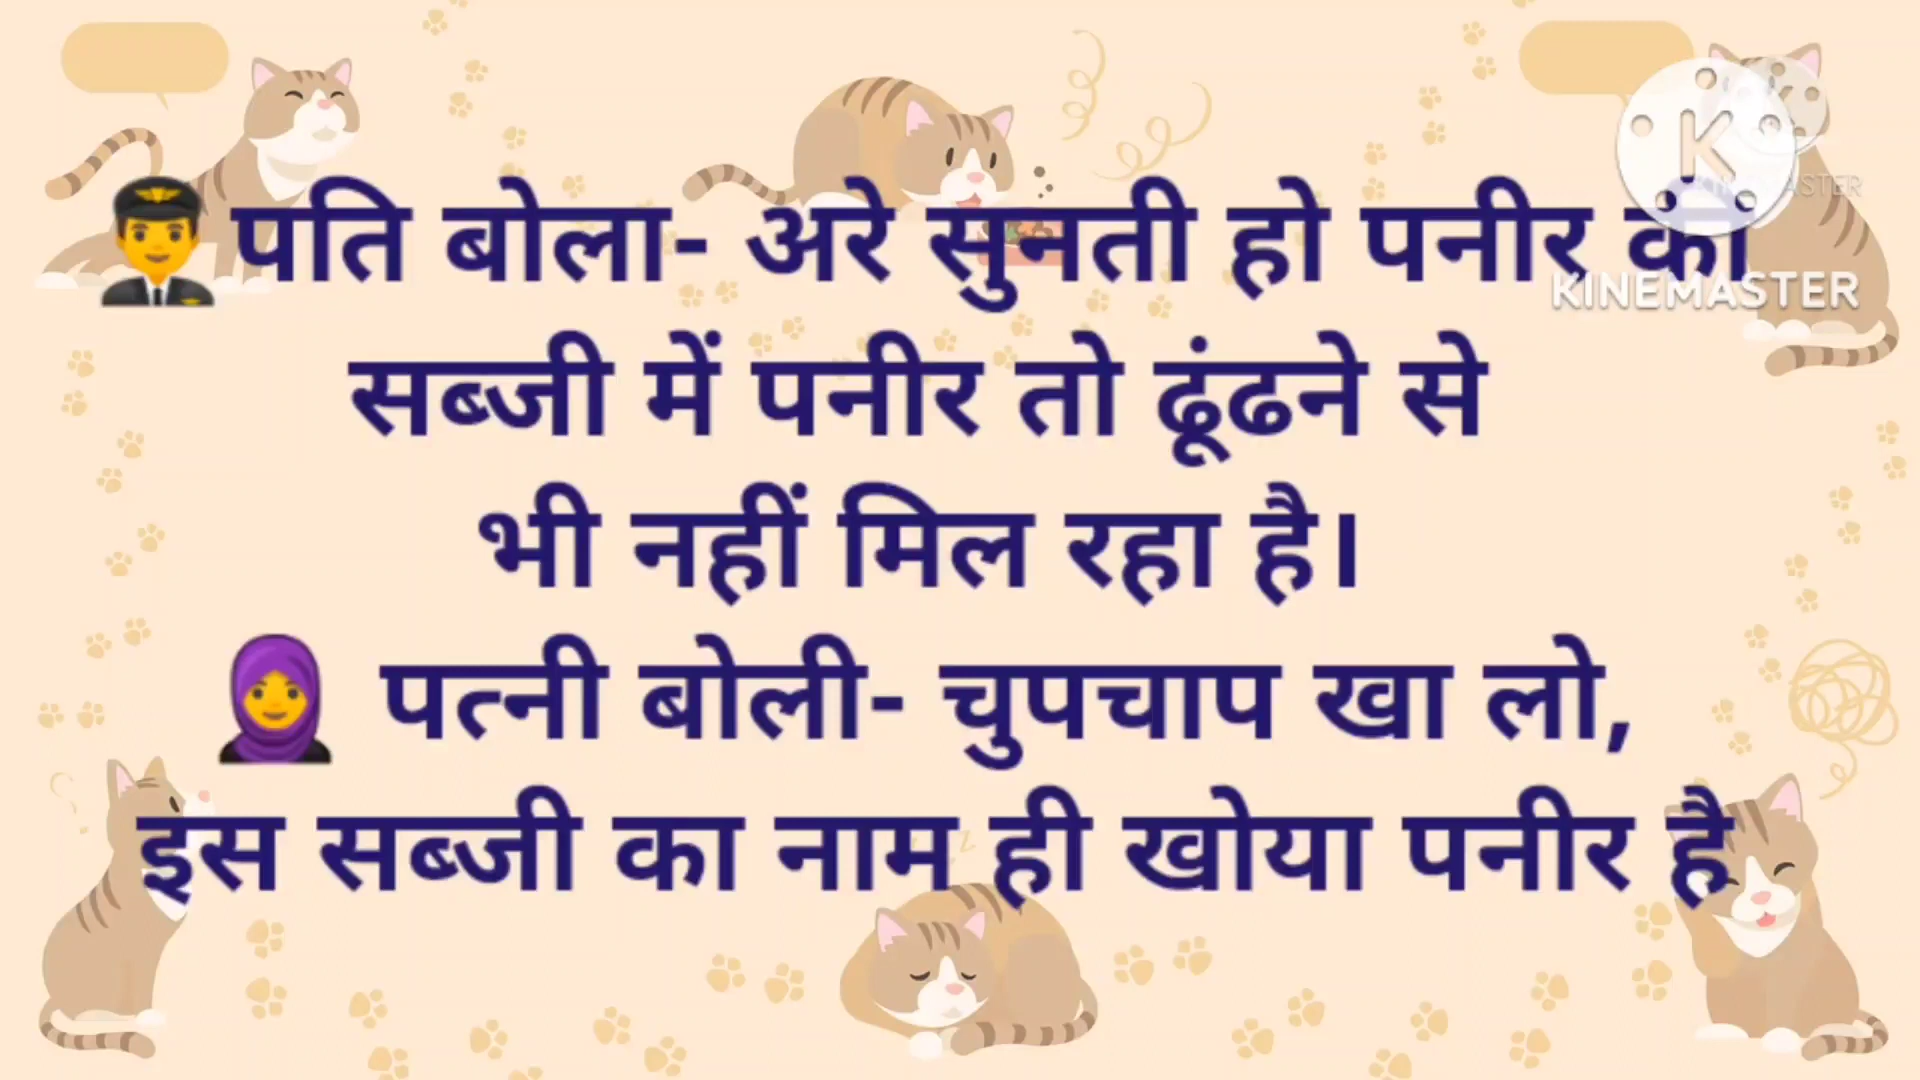 पति बोला- अरे सुनती हो पनीर की
सब्जी में पनीर तो ढूंढने से
भी नहीं मिल रहा है।
पत्नी बोली- चुपचाप खा लो,
इस सब्जी का नाम ही खोया पनीर है
K
KINEMASTER